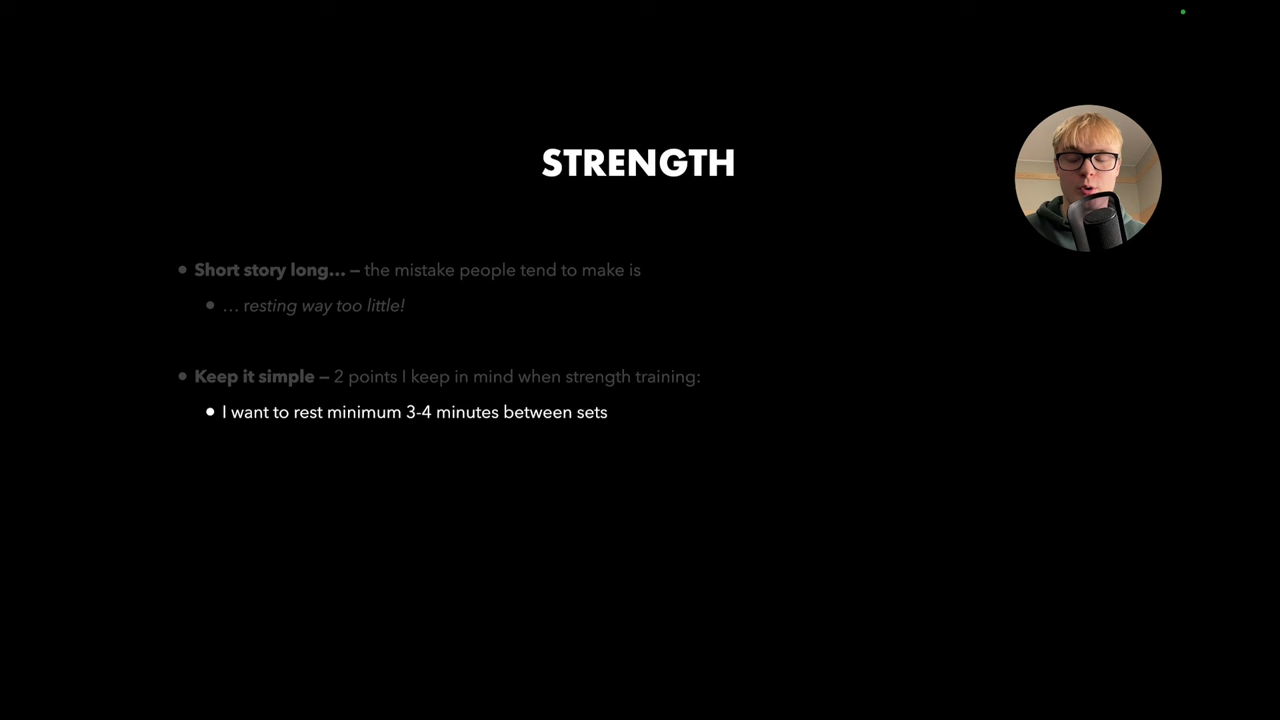 STRENGTH
Short story long... – the mistake people tend to make is
... resting way too little!
Keep it simple – 2 points I keep in mind when strength training:
I want to rest minimum 3-4 minutes between sets